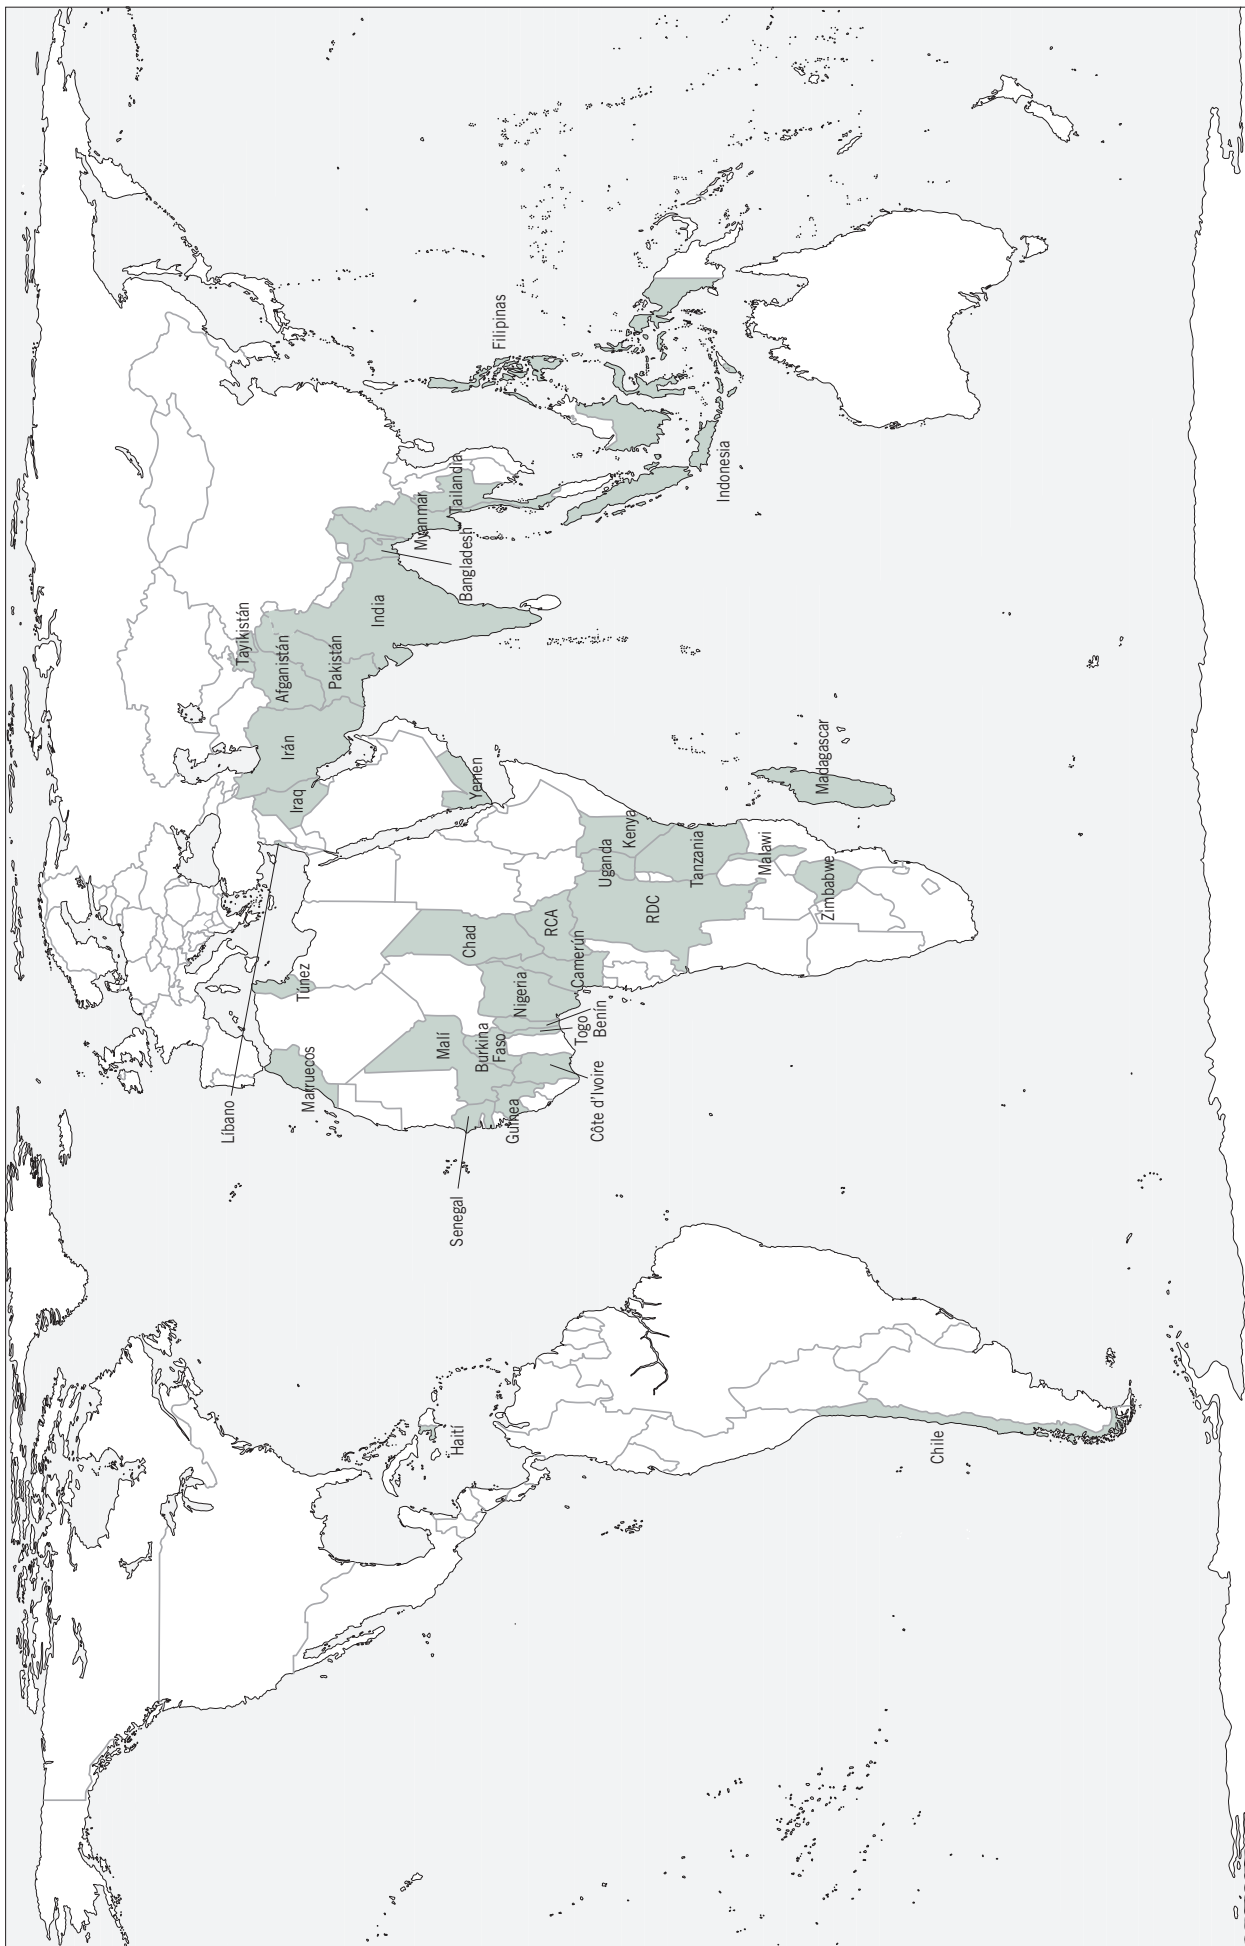 Líbano
Marruecos
Túnez
Senegal
Malí
Chad
Guinea
Burkina
Faso
Nigeria
RCA
Togo
Benín
Camerún
Côte d'Ivoire
Uganda
Kenya
RDC
Tanzania
Malawi
Zimbabwe
Madagascar
Haití
Chile
Iraq
Irán
Yemen
Tayikistán
Afganistán
Pakistán
India
Bangladesh
Myanmar
Tailandia
Filipinas
Indonesia